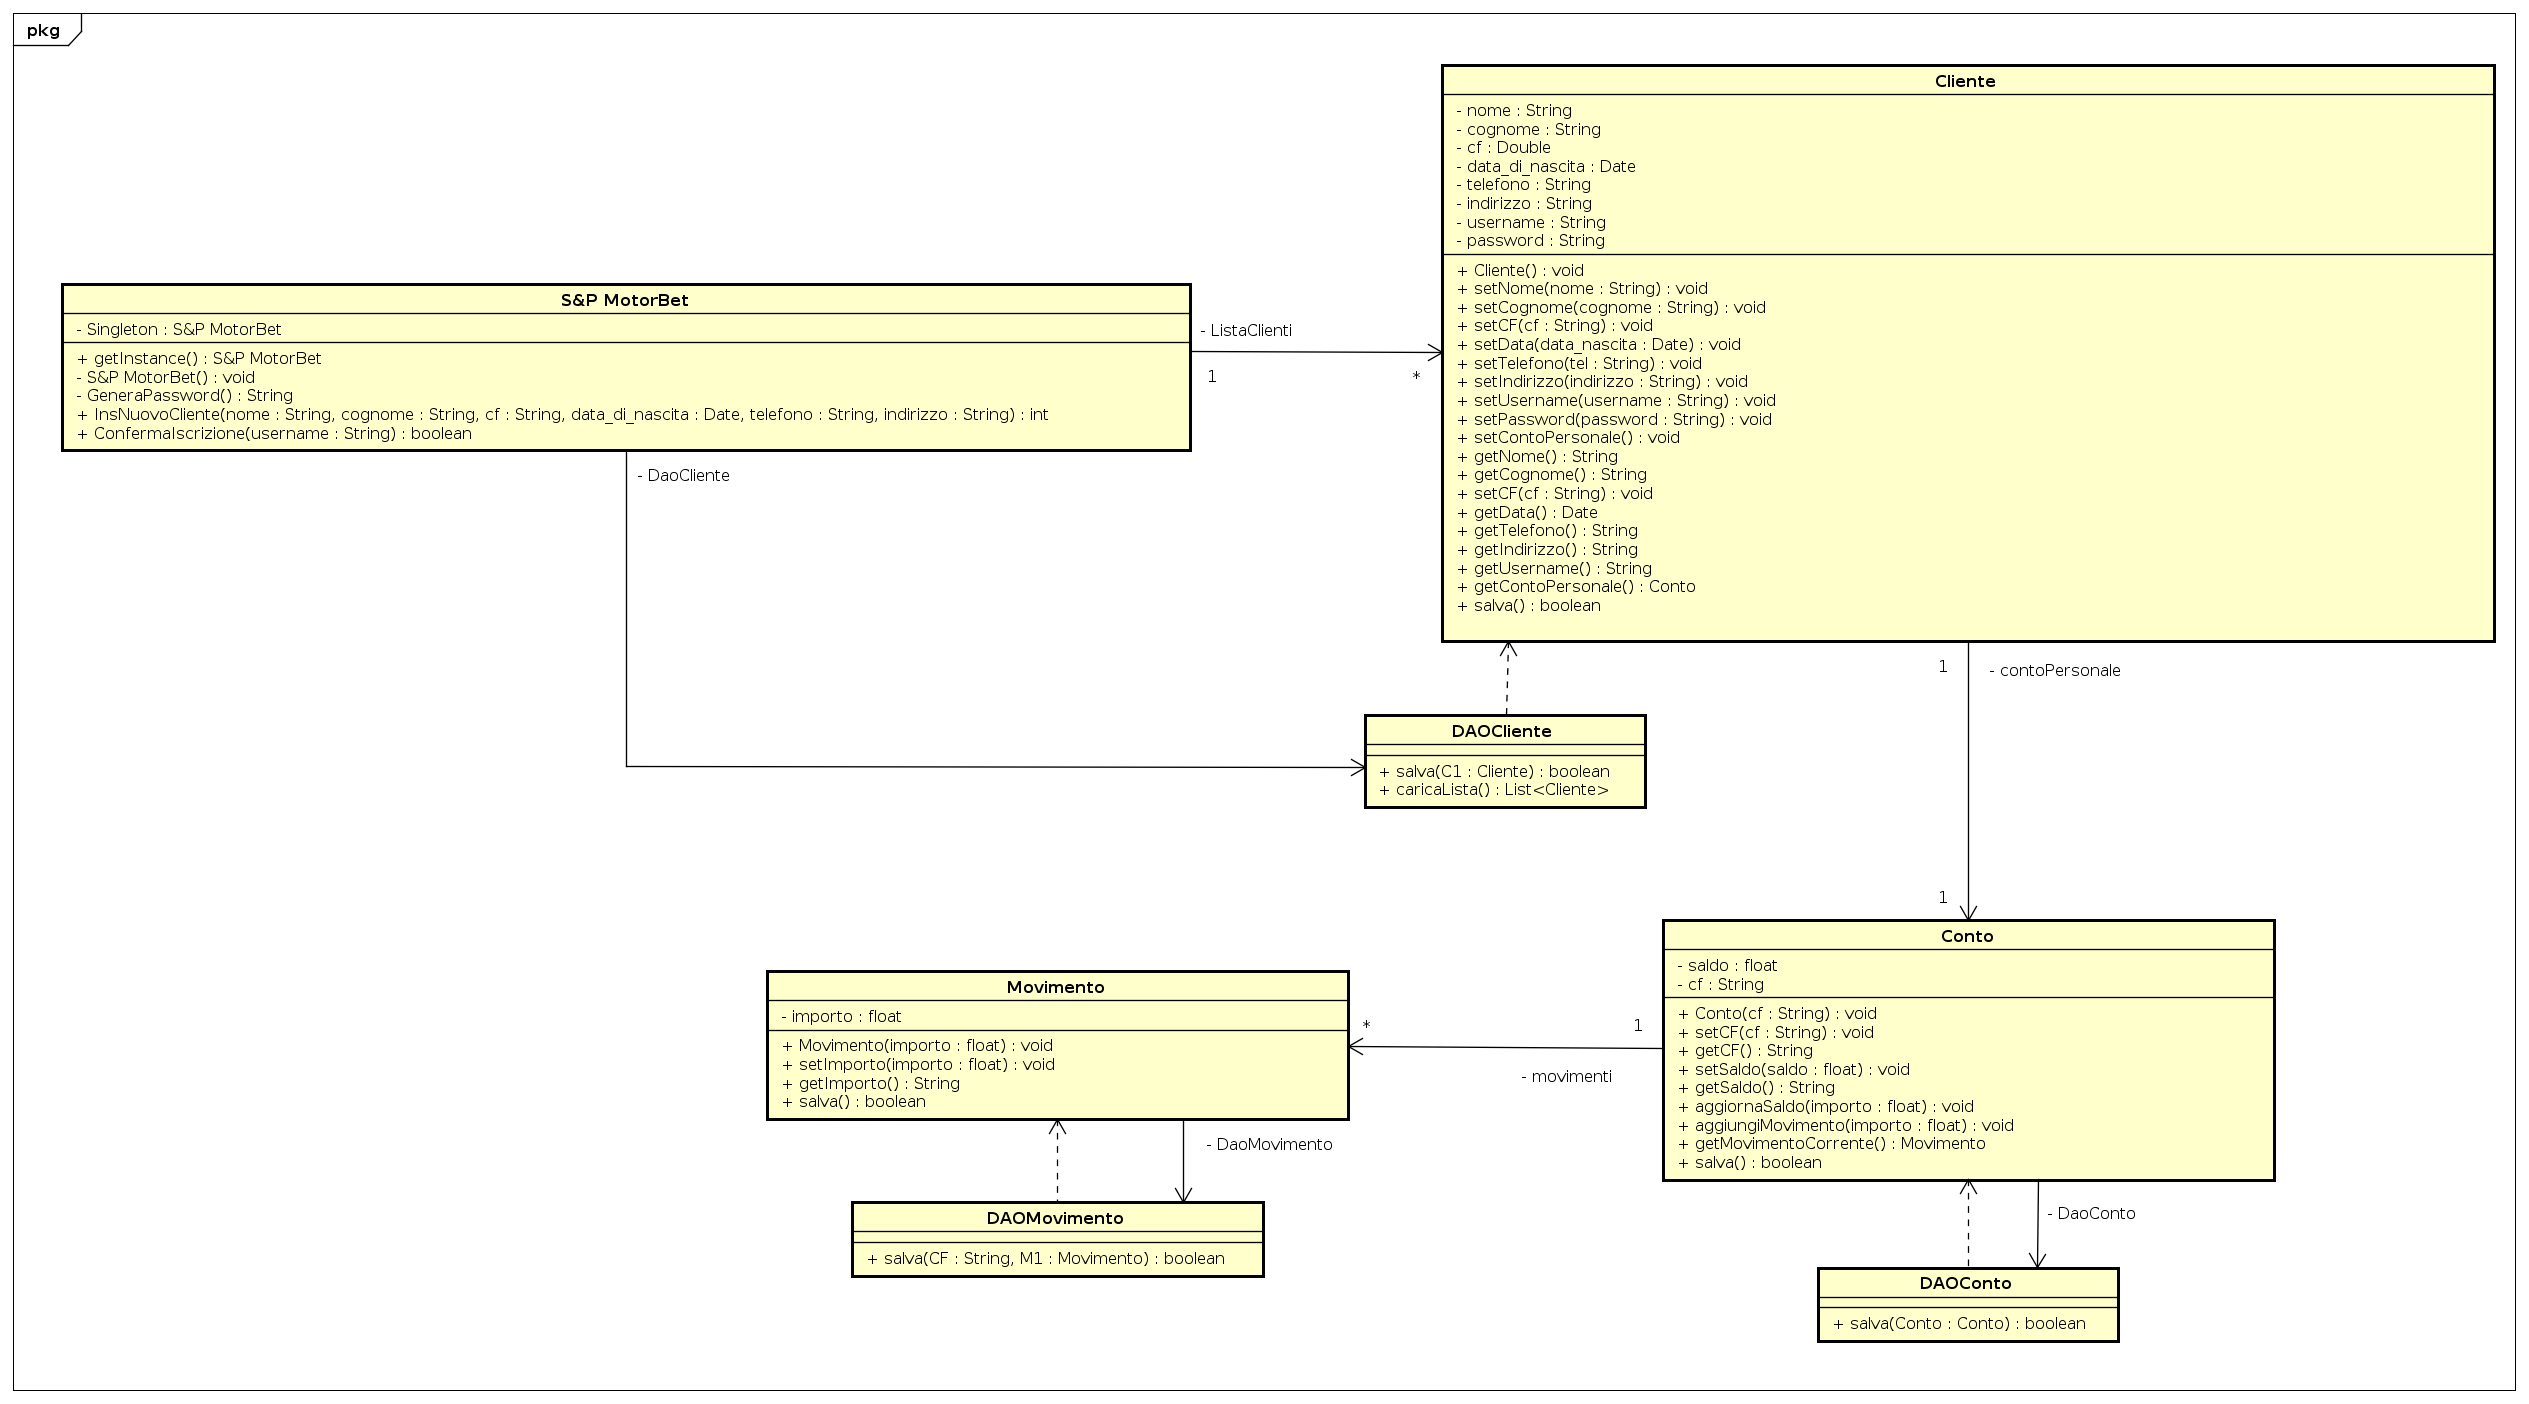 pkg
Cliente
- nome : String
- cognome : String
- cf : Double
- data_di_nascita : Date
- telefono : String
- indirizzo : String
- username : String
- password : String
+ Cliente() : void
+ setNome(nome : String) : void
+ setCognome(cognome : String) : void
+ setCF(cf : String) : void
+ setData(data_nascita : Date) : void
+ setTelefono(tel : String) : void
+ setIndirizzo(indirizzo : String) : void
+ setUsername(username : String) : void
+ setPassword(password : String) : void
+ setContoPersonale() : void
+ getNome() : String
+ getCognome() : String
+ setCF(cf : String) : void
+ getData() : Date
+ getTelefono() : String
+ getIndirizzo() : String
+ getUsername() : String
+ getContoPersonale() : Conto
+ salva() : boolean
S&P MotorBet
- Singleton : S&P MotorBet
+ getInstance() : S&P MotorBet
- S&P MotorBet() : void
- GeneraPassword() : String
+ InsNuovoCliente(nome : String, cognome : String, cf : String, data_di_nascita : Date, telefono : String, indirizzo : String) : int
+ ConfermaIscrizione(username : String) : boolean
- ListaClienti
1
*
- DaoCliente
1
- contoPersonale
DAOCliente
+ salva(C1 : Cliente) : boolean
+ caricaLista() : List<Cliente>
1
Conto
- saldo : float
- cf : String
+ Conto(cf : String) : void
+ setCF(cf : String) : void
+ getCF() : String
+ setSaldo(saldo : float) : void
+ getSaldo() : String
+ aggiornaSaldo(importo : float) : void
+ aggiungiMovimento(importo : float) : void
+ getMovimentoCorrente() : Movimento
+ salva() : boolean
Movimento
- importo : float
+ Movimento(importo : float) : void
+ setImporto(importo : float) : void
+ getImporto() : String
+ salva() : boolean
*
1
- movimenti
- DaoMovimento
DAOMovimento
+ salva(CF : String, M1 : Movimento) : boolean
- DaoConto
DAOConto
+ salva(Conto : Conto) : boolean